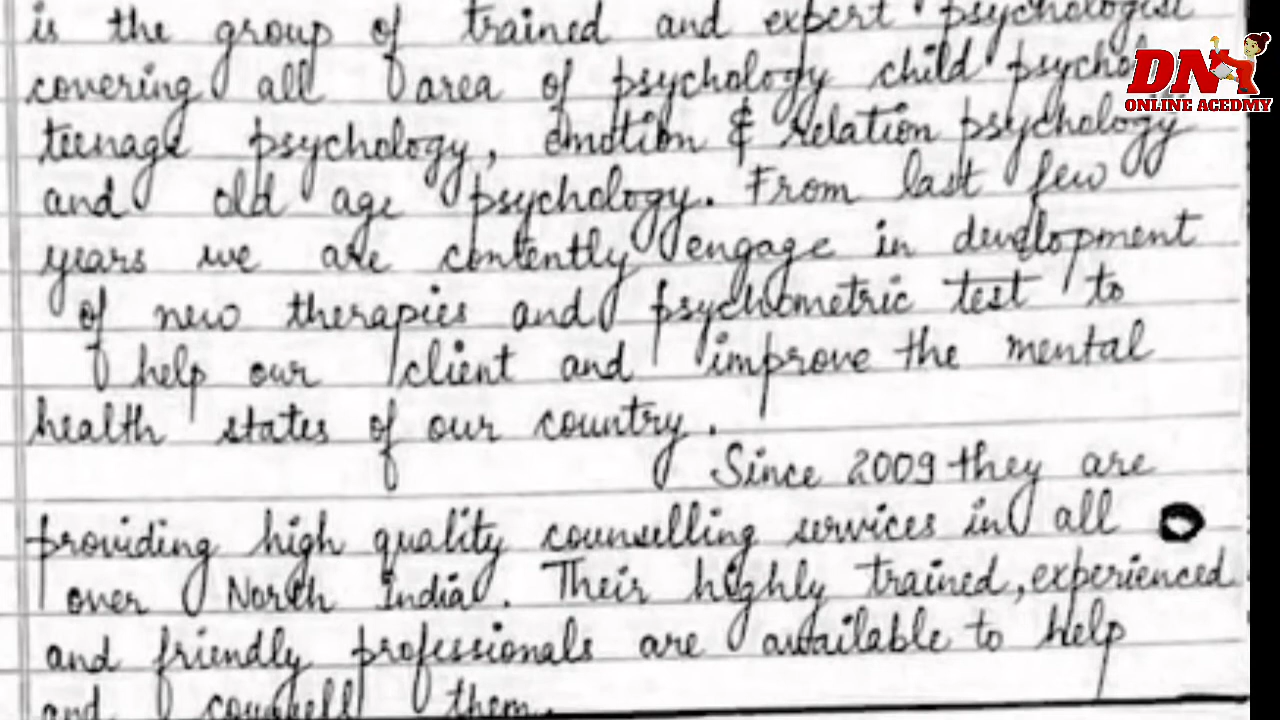 is the group of trained and expert psychologist
covering all area of psychology child
teenage psychology, emotion & relation psychology
and old age psychology. From last few
years we are contently engage in development
of new therapies and psychometric test to
help our client and improve the mental
health states of our country.
Since 2009 they are
providing high quality counselling services in all
over North India. Their highly trained, experienced
and friendly professionals are available to help
and counsell them.
DN
ONLINE ACEDMY